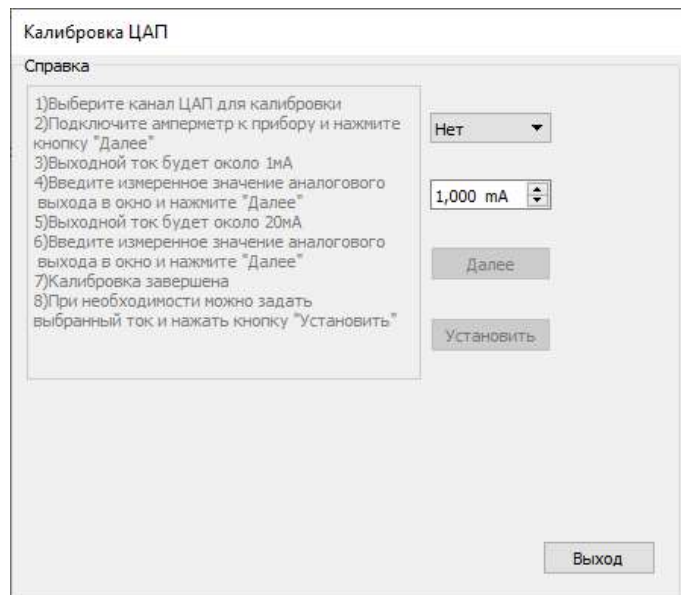 Калибровка ЦАП
Справка
1)Выберите канал ЦАП для калибровки
2)Подключите амперметр к прибору и нажмите
кнопку "Далее"
3)Выходной ток будет около 1мА
4)Введите измеренное значение аналогового
выхода в окно и нажмите "Далее"
5)Выходной ток будет около 20мА
6)Введите измеренное значение аналогового
выхода в окно и нажмите "Далее"
7)Калибровка завершена
8)При необходимости можно задать
выбранный ток и нажать кнопку "Установить"
Нет
1,000 mA
Далее
Установить
Выход